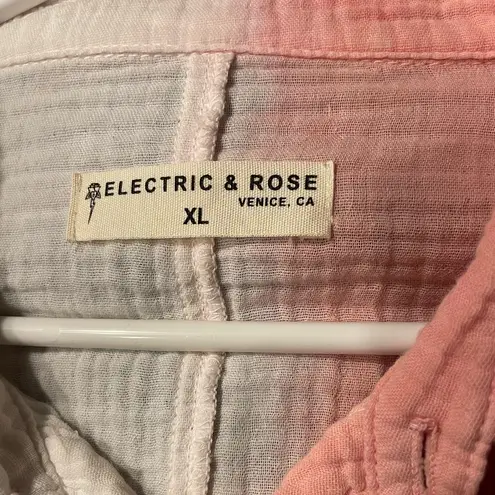 ELECTRIC & ROSE
VENICE, CA
XL